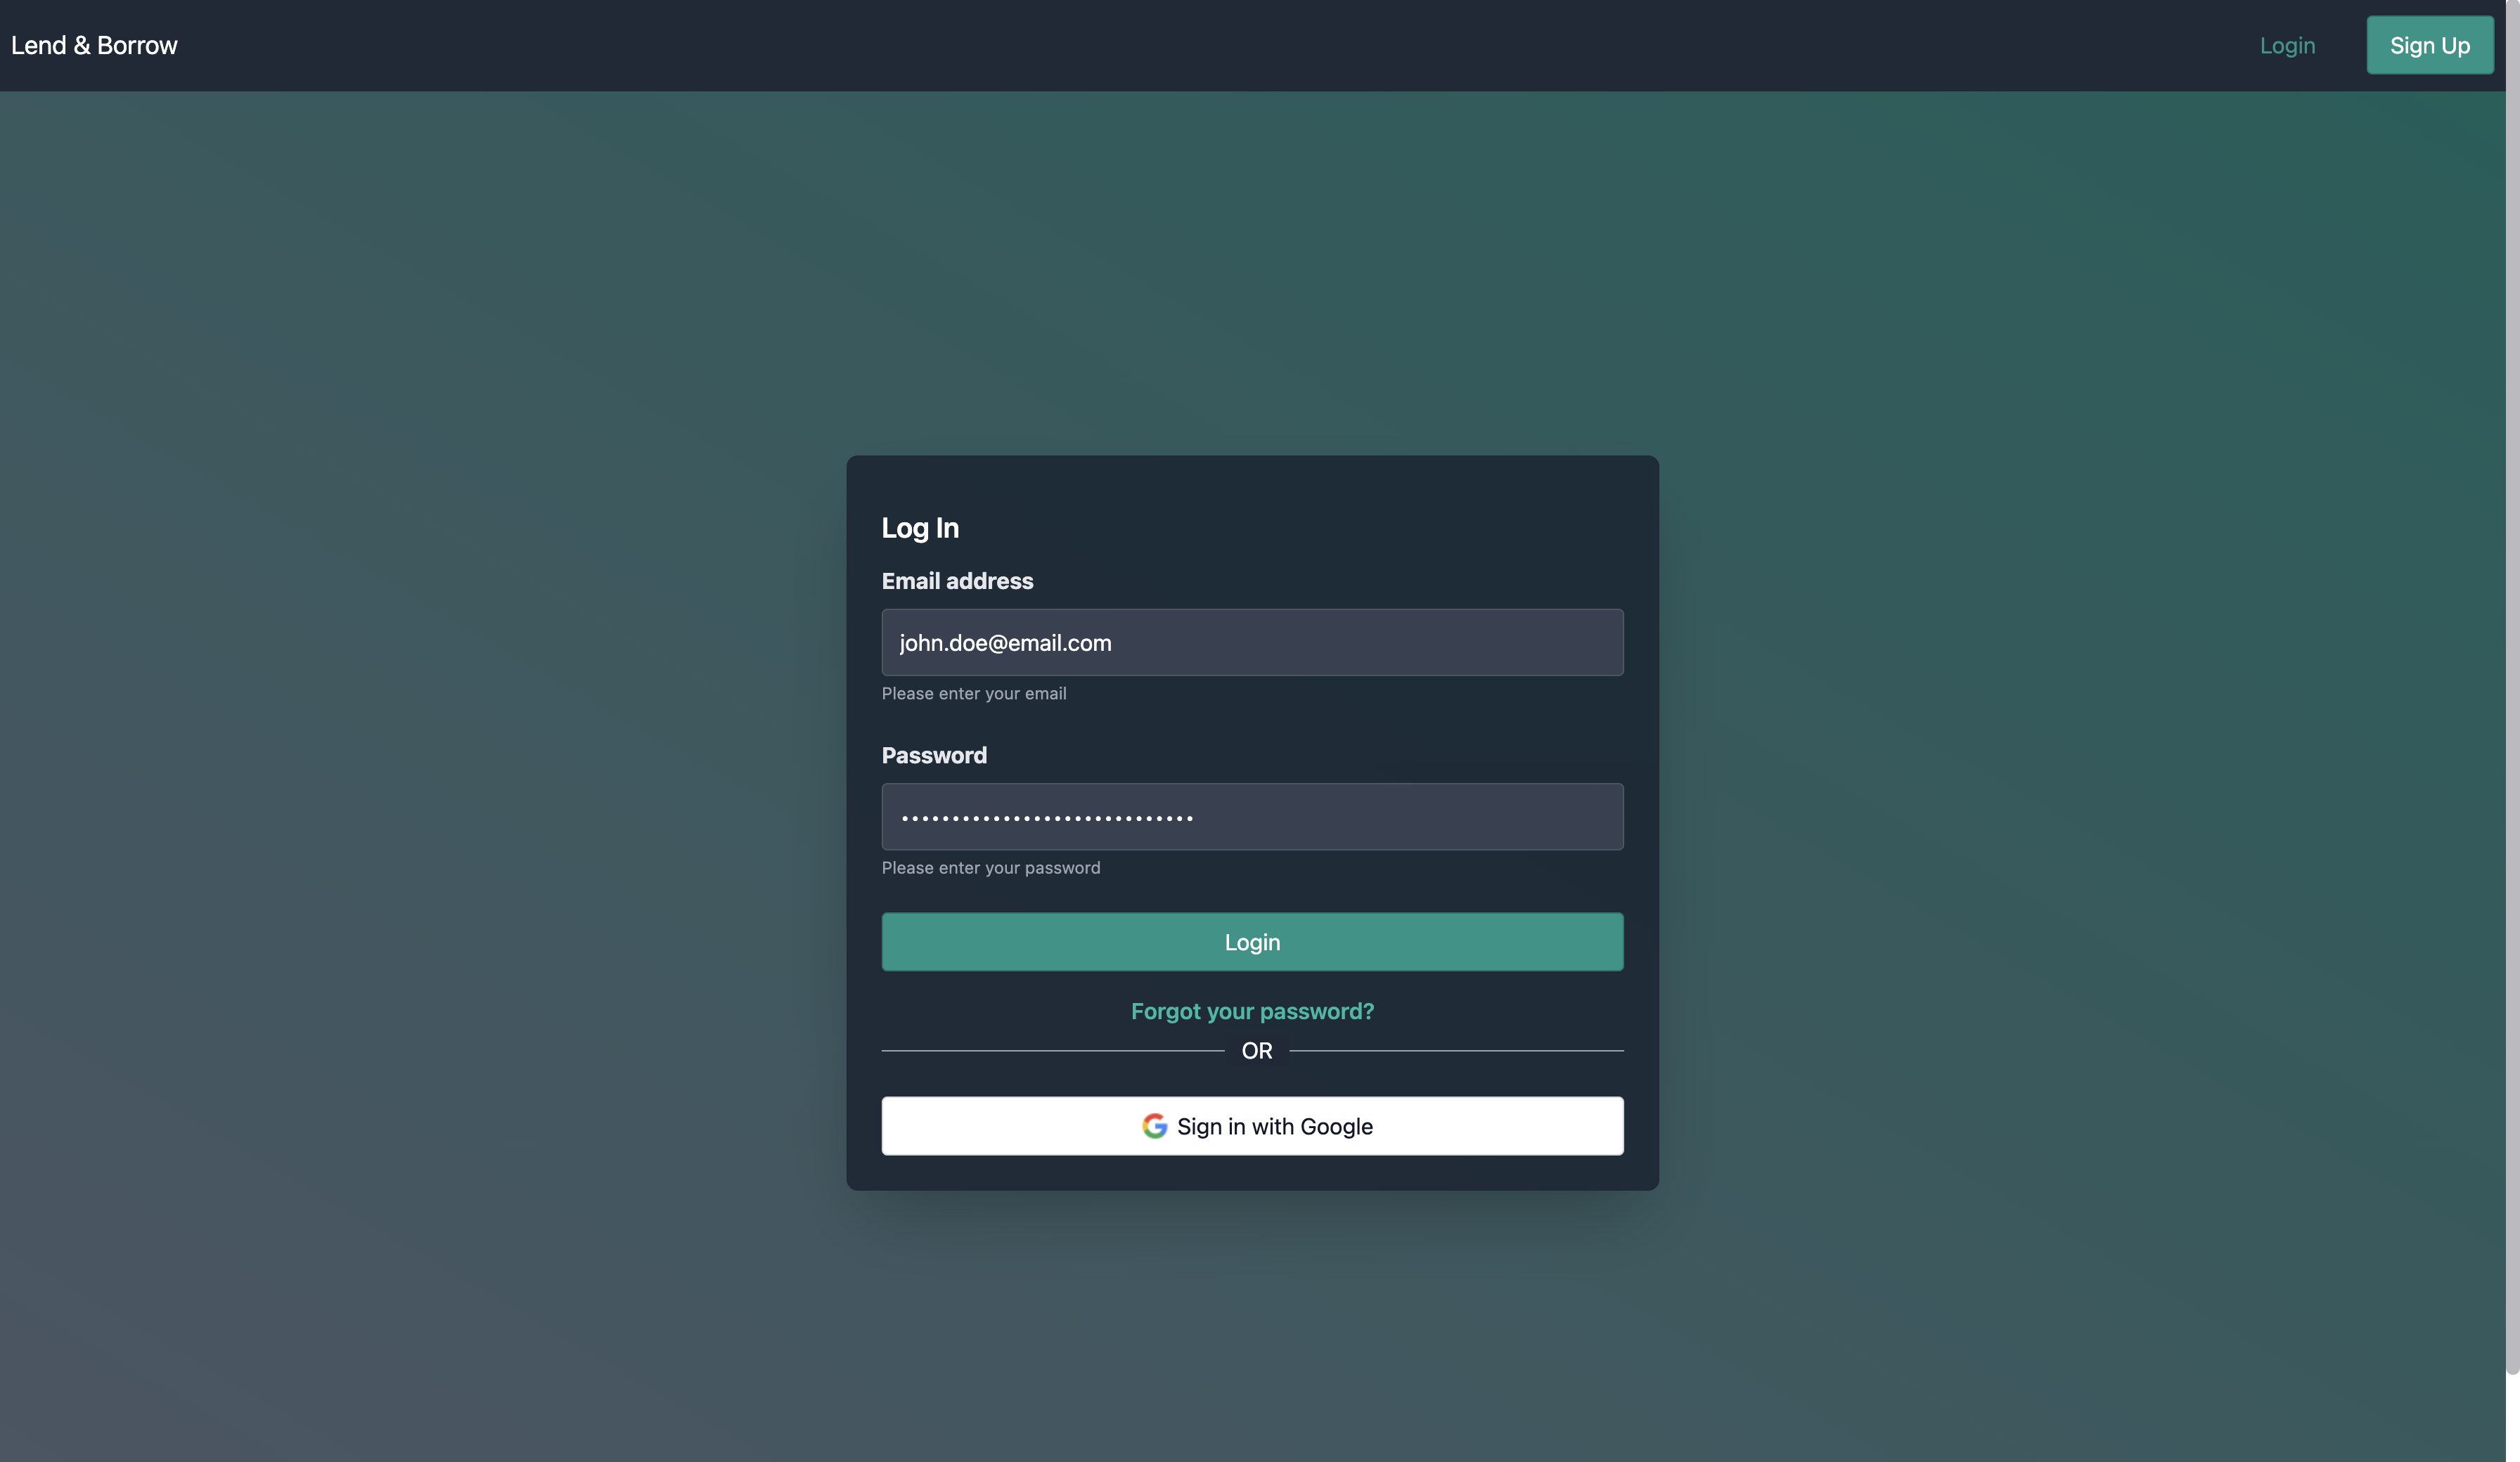 Lend & Borrow
Login
Sign Up
Log In
Email address
john.doe@email.com
Please enter your email
Password
•••••••••••••••••••••••••••••
Please enter your password
Login
Forgot your password?
OR
Sign in with Google